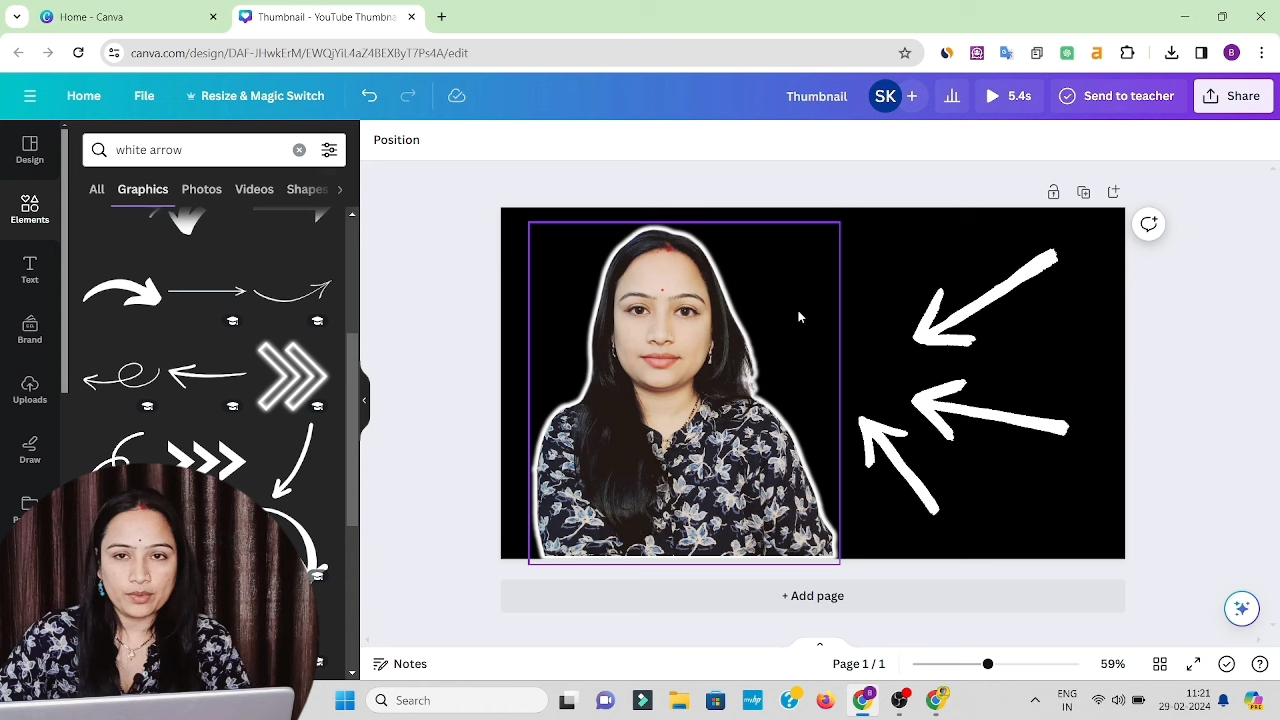 Home - Canva
Thumbnail - YouTube Thumbna
canva.com/design/DAF-JHwkErM/EWQjYiL4aZ4BEXBvT7Ps4A/edit
B
Home
File
Resize & Magic Switch
Thumbnail
SK
5.4s
Send to teacher
Share
Design
Elements
Text
Brand
Uploads
Draw
white arrow
All
Graphics
Photos
Videos
Shapes
Position
+ Add page
Notes
Page 1 / 1
59%
Search
ENG
IN
11:21
29-02-2024